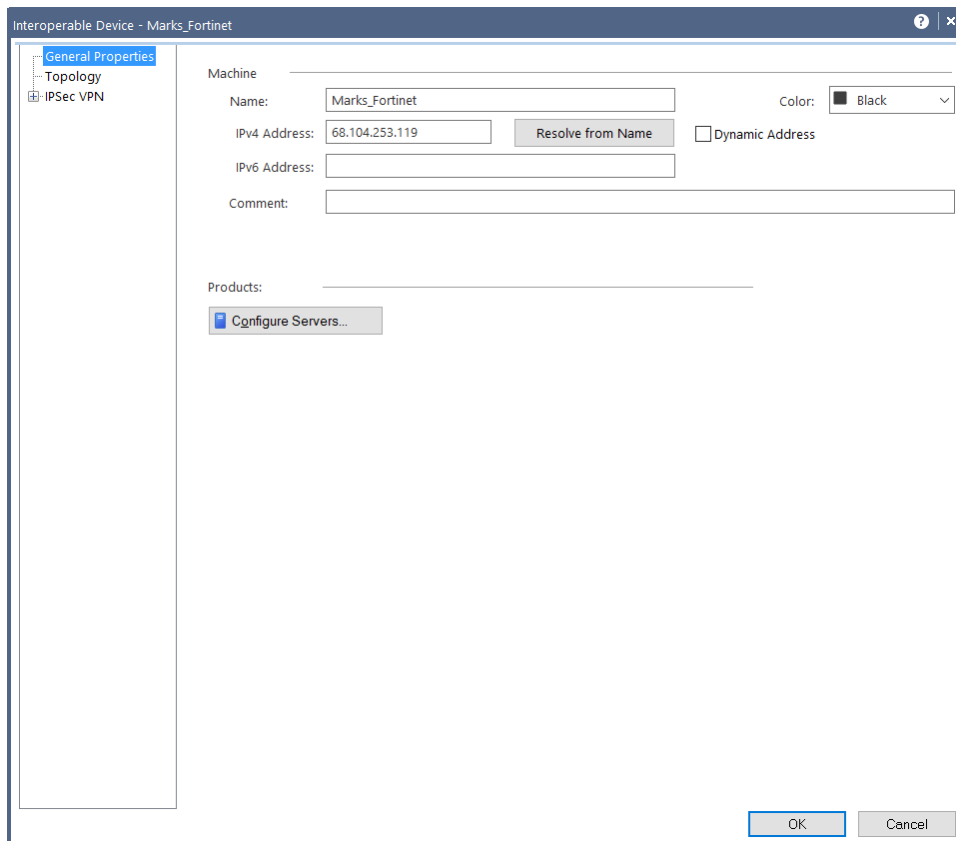 Interoperable Device - Marks_Fortinet
General Properties
Topology
IPSec VPN
Machine
Name: Marks_Fortinet Color: Black
IPv4 Address: 68.104.253.119 Resolve from Name Dynamic Address
IPv6 Address:
Comment:
Products:
Configure Servers...
OK Cancel